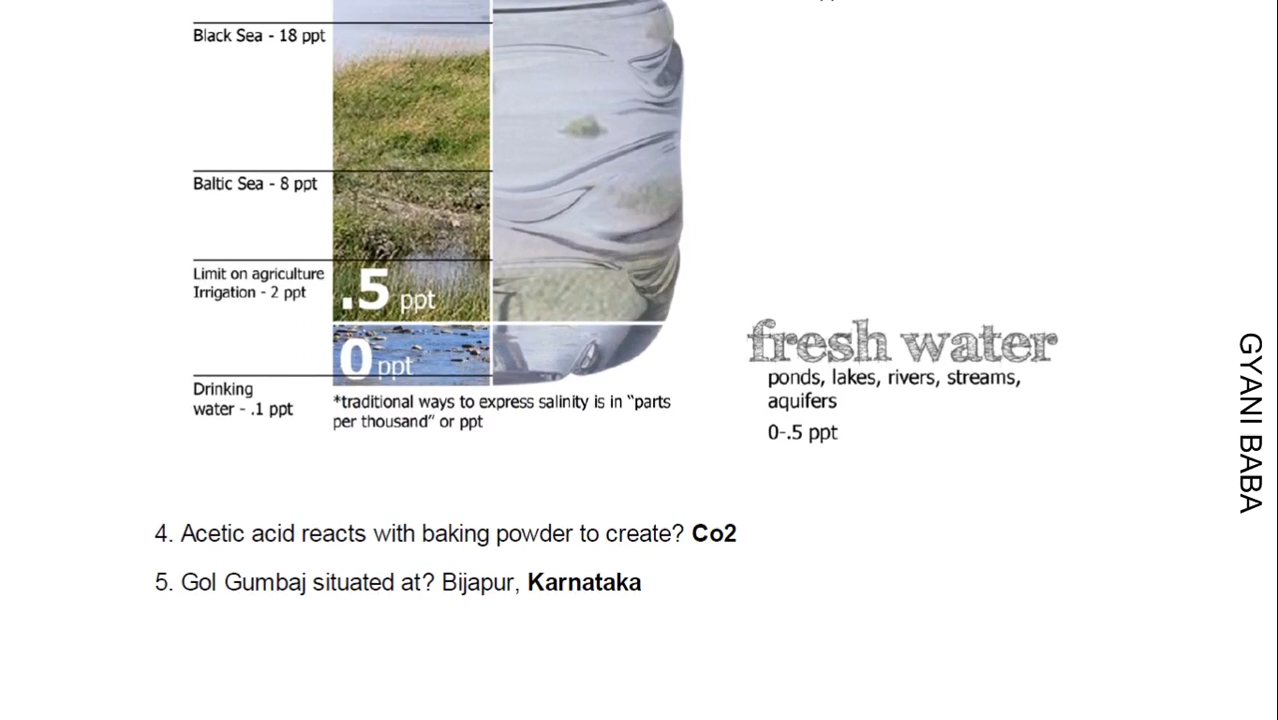 Black Sea - 18 ppt
Baltic Sea - 8 ppt
Limit on agriculture
Irrigation - 2 ppt
.5 ppt
0 ppt
Drinking
water - .1 ppt
*traditional ways to express salinity is in "parts
per thousand" or ppt
fresh water
ponds, lakes, rivers, streams,
aquifers
0-.5 ppt
GYANI BABA
4. Acetic acid reacts with baking powder to create? Co2
5. Gol Gumbaj situated at? Bijapur, Karnataka